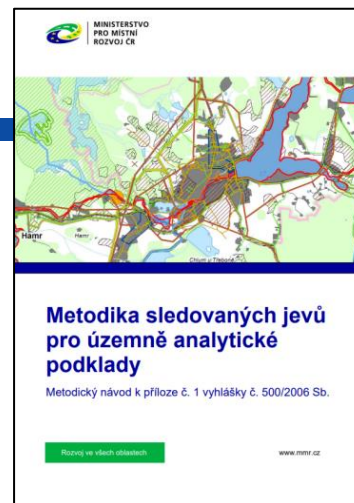 MINISTERSTVO
PRO MÍSTNÍ
ROZVOJ ČR
Hamr
Hamr
Chlum u Třeboně
Metodika sledovaných jevů
pro územně analytické
podklady
Metodický návod k příloze č. 1 vyhlášky č. 500/2006 Sb.
Rozvoj ve všech oblastech
www.mmr.cz